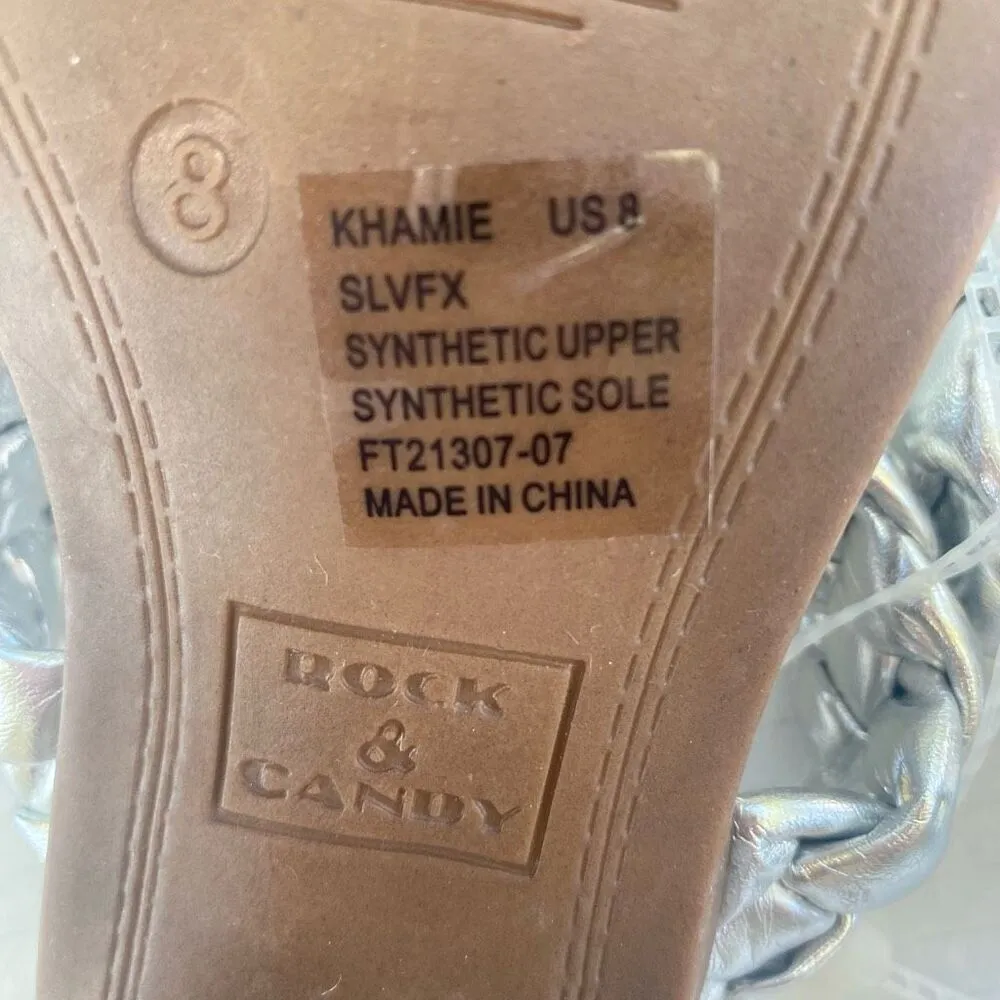 8
KHAMIE US 8
SLVFX
SYNTHETIC UPPER
SYNTHETIC SOLE
FT21307-07
MADE IN CHINA
ROCK
&
CANDY